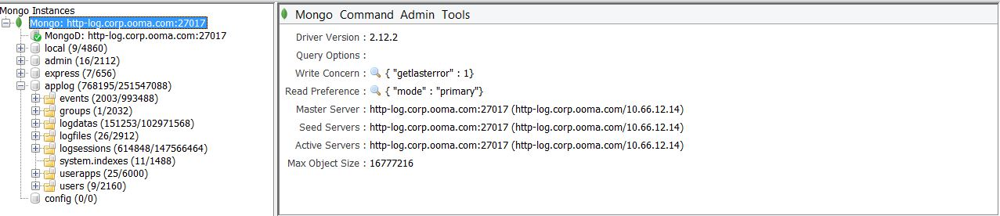 Mongo Instances
Mongo: http-log.corp.ooma.com:27017
MongoD: http-log.corp.ooma.com:27017
local (9/4860)
admin (16/2112)
express (7/656)
applog (768195/251547088)
events (2003/993488)
groups (1/2032)
logdatas (151253/102971568)
logfiles (26/2912)
logsessions (614848/147566464)
system.indexes (11/1488)
userapps (25/6000)
users (9/2160)
config (0/0)
Mongo Command Admin Tools
Driver Version : 2.12.2
Query Options :
Write Concern : { "getlasterror" : 1}
Read Preference : { "mode" : "primary"}
Master Server : http-log.corp.ooma.com:27017 (http-log.corp.ooma.com/10.66.12.14)
Seed Servers : http-log.corp.ooma.com:27017 (http-log.corp.ooma.com/10.66.12.14)
Active Servers : http-log.corp.ooma.com:27017 (http-log.corp.ooma.com/10.66.12.14)
Max Object Size : 16777216